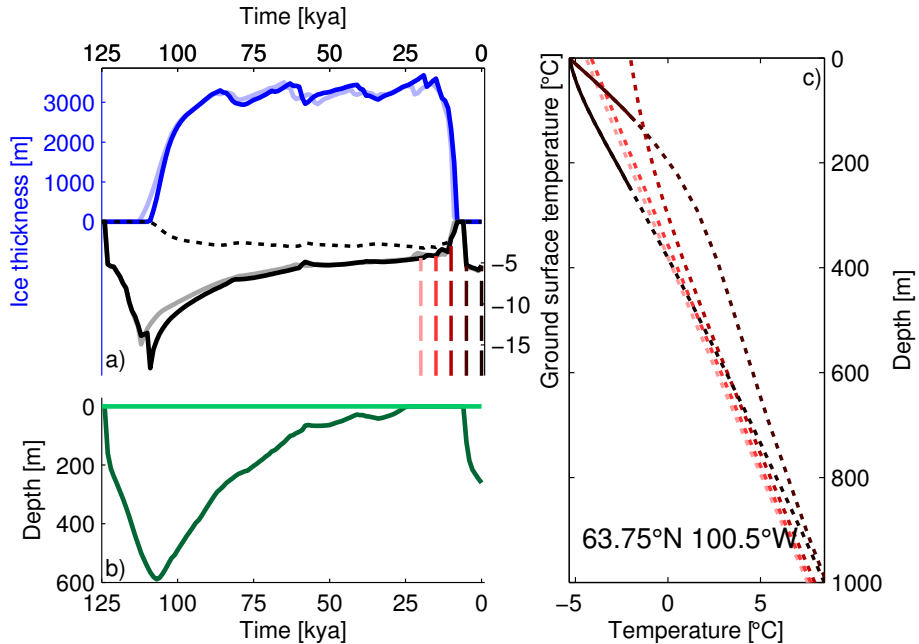 Time [kya]
125 100 75 50 25 0
Ice thickness [m]
3000
2000
1000
0
Ground surface temperature [°C]
−5
−10
−15
a)
Depth [m]
0
200
400
600
b)
125 100 75 50 25 0
Time [kya]
c)
0
200
400
600
800
1000
Depth [m]
63.75°N 100.5°W
−5 0 5
Temperature [°C]